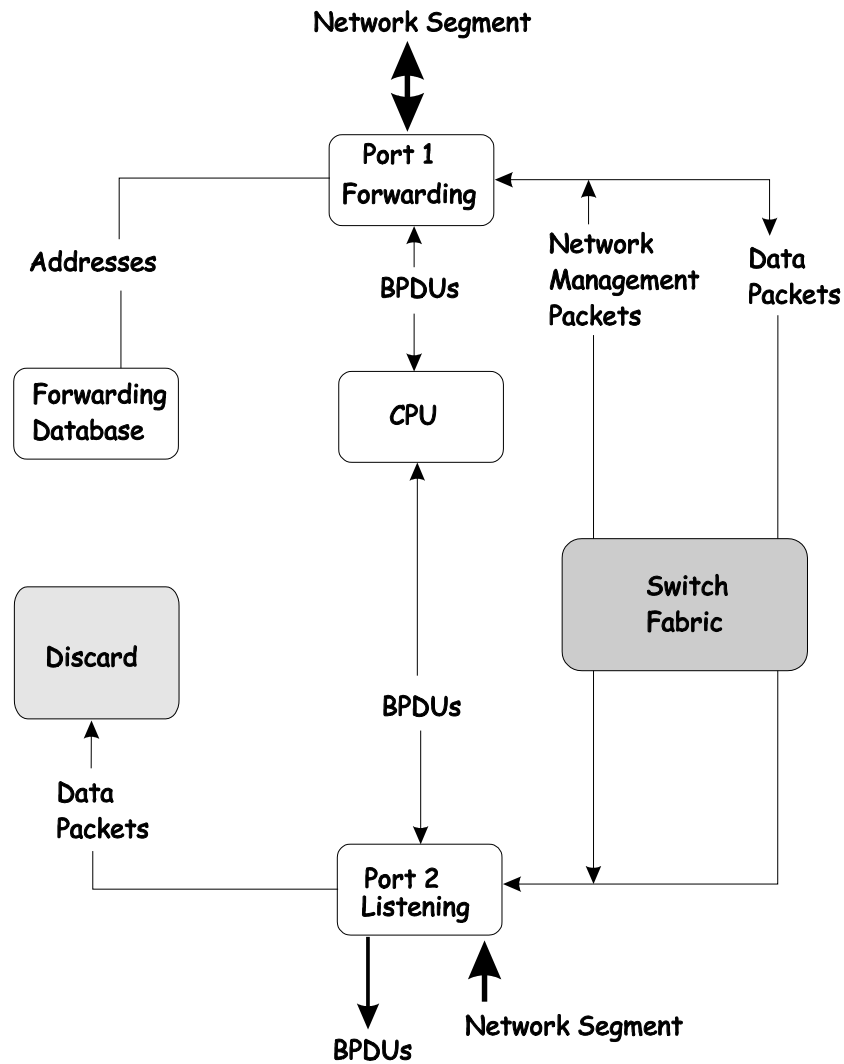 Network Segment
Port 1
Forwarding
Addresses
BPDUs
Network
Management
Packets
Data
Packets
Forwarding
Database
CPU
Switch
Fabric
Discard
BPDUs
Data
Packets
Port 2
Listening
Network Segment
BPDUs